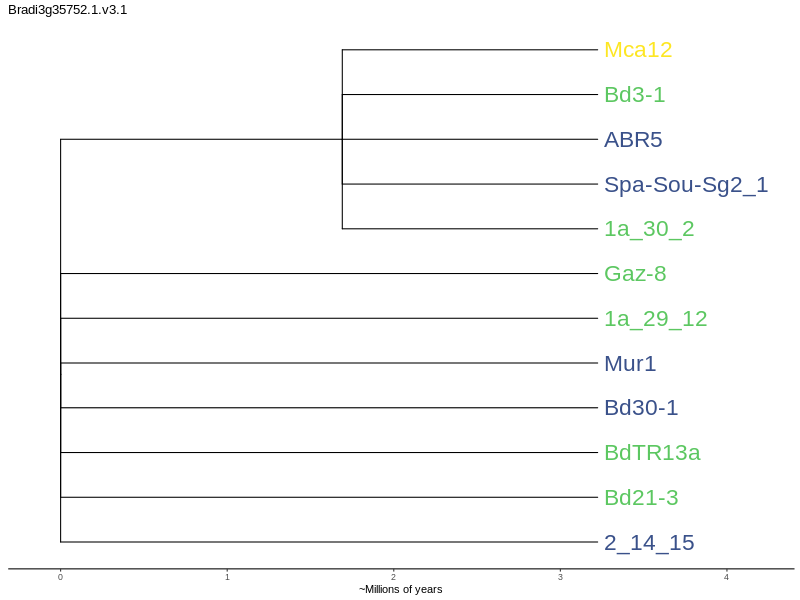 Bradi3g35752.1.v3.1
Mca12
Bd3-1
ABR5
Spa-Sou-Sg2_1
1a_30_2
Gaz-8
1a_29_12
Mur1
Bd30-1
BdTR13a
Bd21-3
2_14_15
0 1 2 3 4
~Millions of years